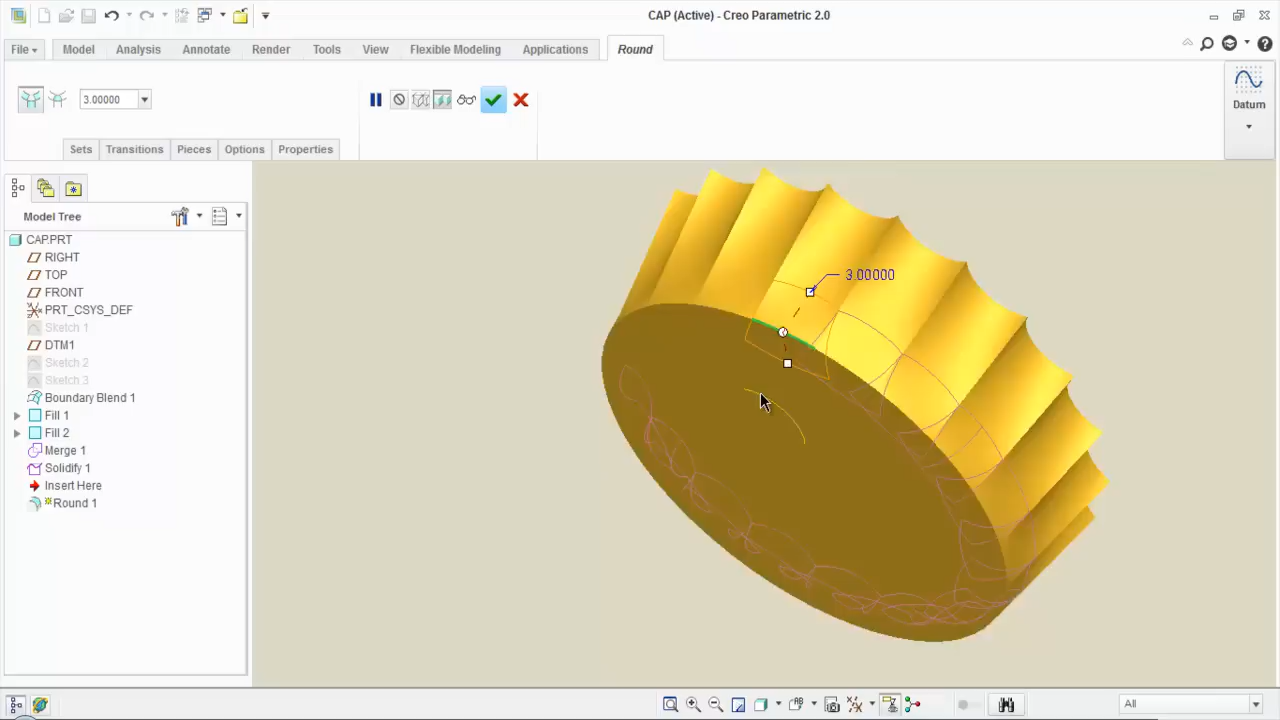 CAP (Active) - Creo Parametric 2.0
File Model Analysis Annotate Render Tools View Flexible Modeling Applications Round
3.00000
Datum
Sets Transitions Pieces Options Properties
Model Tree
CAP.PRT
RIGHT
TOP
FRONT
PRT_CSYS_DEF
Sketch 1
DTM1
Sketch 2
Sketch 3
Boundary Blend 1
Fill 1
Fill 2
Merge 1
Solidify 1
Insert Here
Round 1
3.00000
All